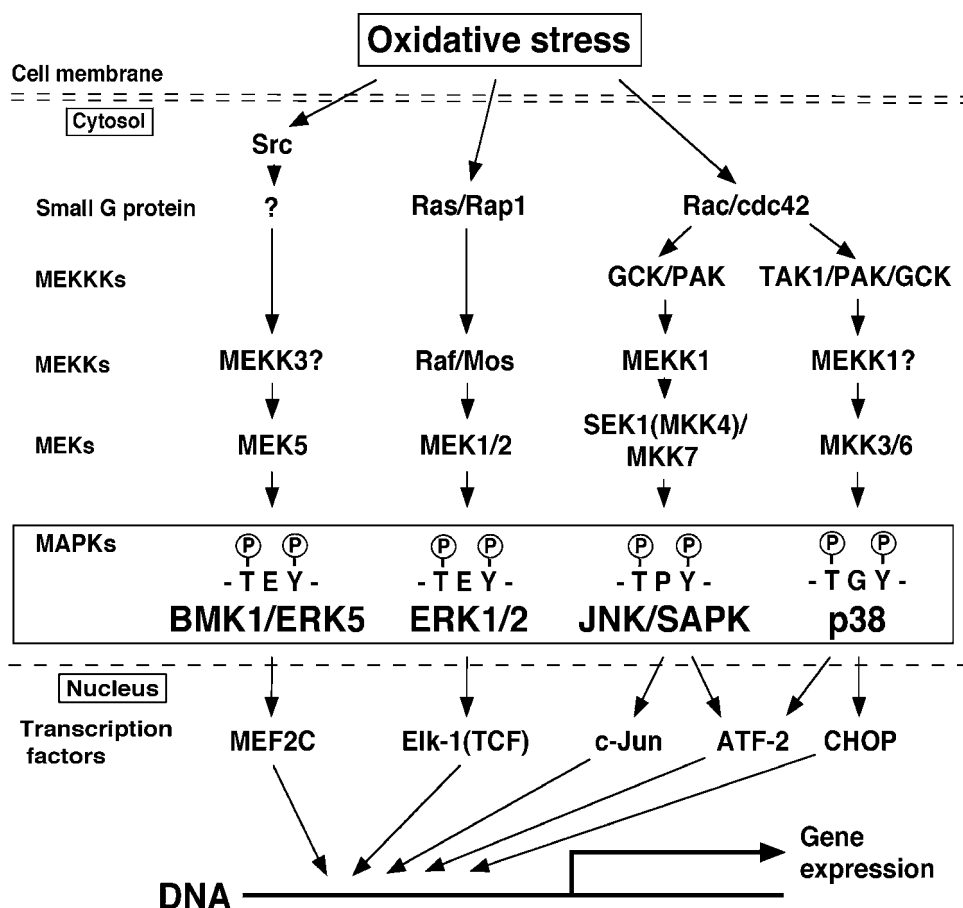 Oxidative stress
Cell membrane
Cytosol
Src
Small G protein ? Ras/Rap1 Rac/cdc42
MEKKKs GCK/PAK TAK1/PAK/GCK
MEKKs MEKK3? Raf/Mos MEKK1 MEKK1?
MEKs MEK5 MEK1/2 SEK1(MKK4)/ MKK3/6
MKK7
MAPKs P P P P P P P P
- T E Y - - T E Y - - T P Y - - T G Y -
BMK1/ERK5 ERK1/2 JNK/SAPK p38
Nucleus
Transcription
factors MEF2C Elk-1(TCF) c-Jun ATF-2 CHOP
Gene
expression
DNA